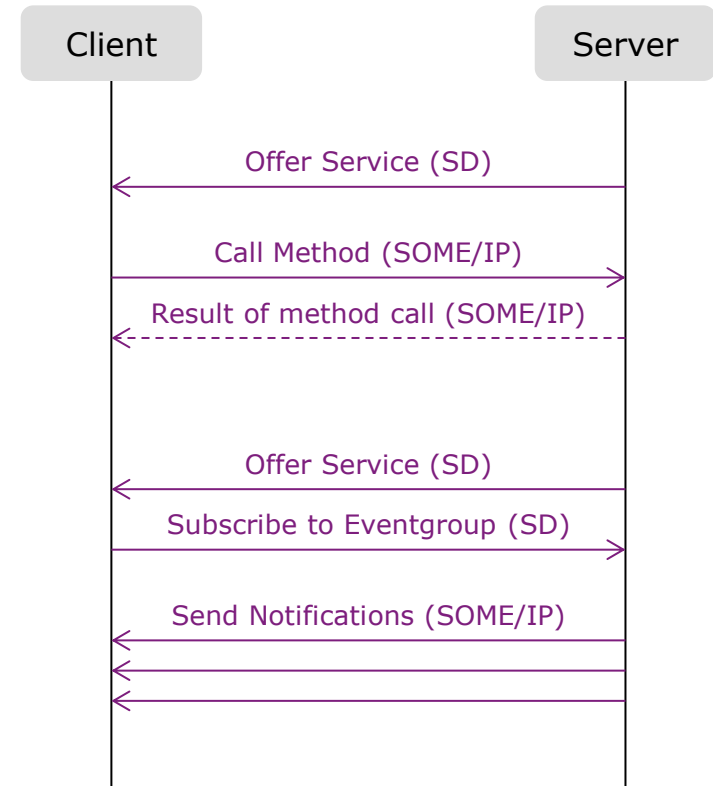 Client
Server
Offer Service (SD)
Call Method (SOME/IP)
Result of method call (SOME/IP)
Offer Service (SD)
Subscribe to Eventgroup (SD)
Send Notifications (SOME/IP)